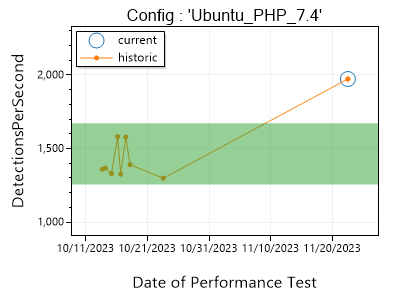 Config : 'Ubuntu_PHP_7.4'
current
historic
DetectionsPerSecond
2,000
1,500
1,000
10/11/2023 10/21/2023 10/31/2023 11/10/2023 11/20/2023
Date of Performance Test